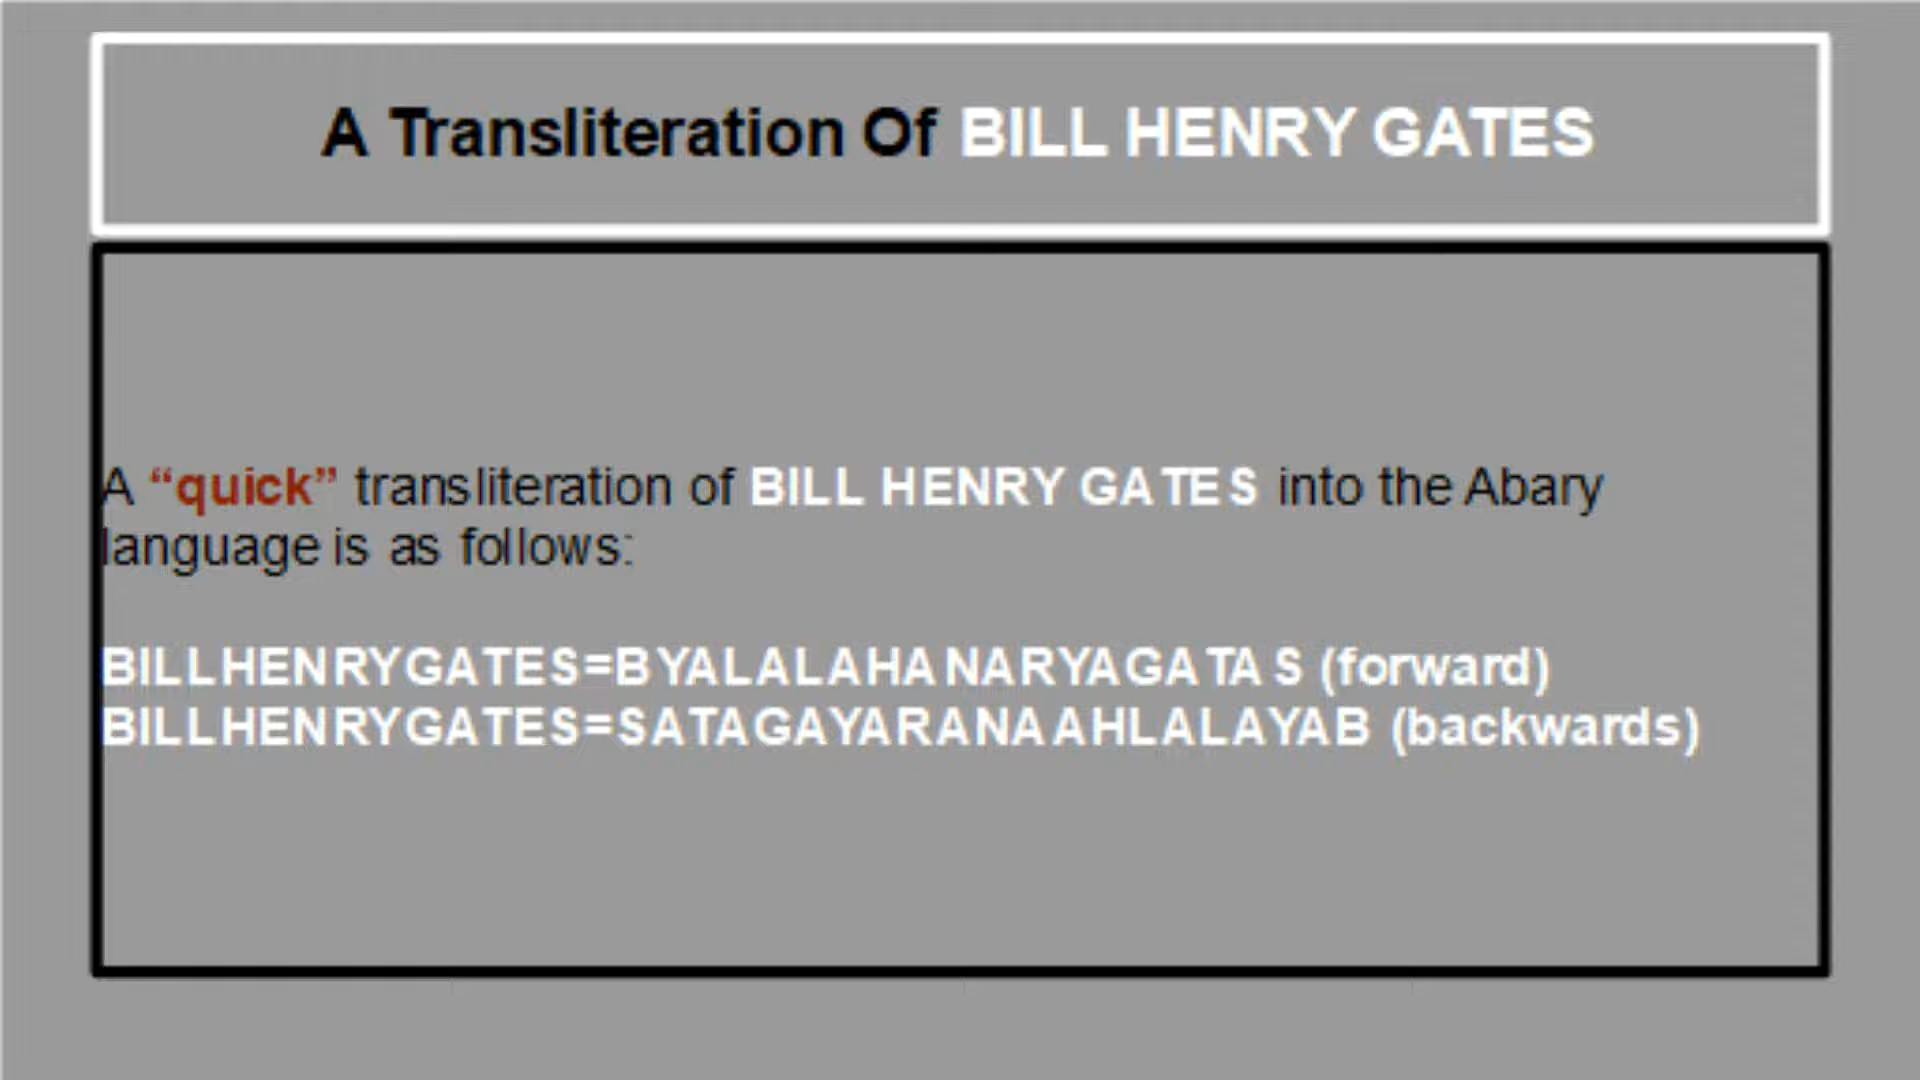 A Transliteration Of BILL HENRY GATES
A “quick” transliteration of BILL HENRY GATES into the Abary
language is as follows:
BILLHENRYGATES=BYALALAHANARYAGATAS (forward)
BILLHENRYGATES=SATAGAYARANAAHLALAYAB (backwards)